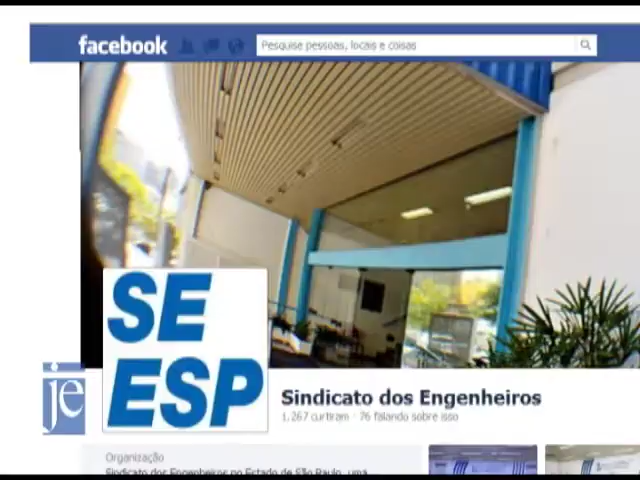 facebook
Pesquise pessoas, locais e coisas
SE
ESP
je
Sindicato dos Engenheiros
1.267 curtiram · 76 falando sobre isso
Organização
Sindicato dos Engenheiros no Estado de São Paulo, uma